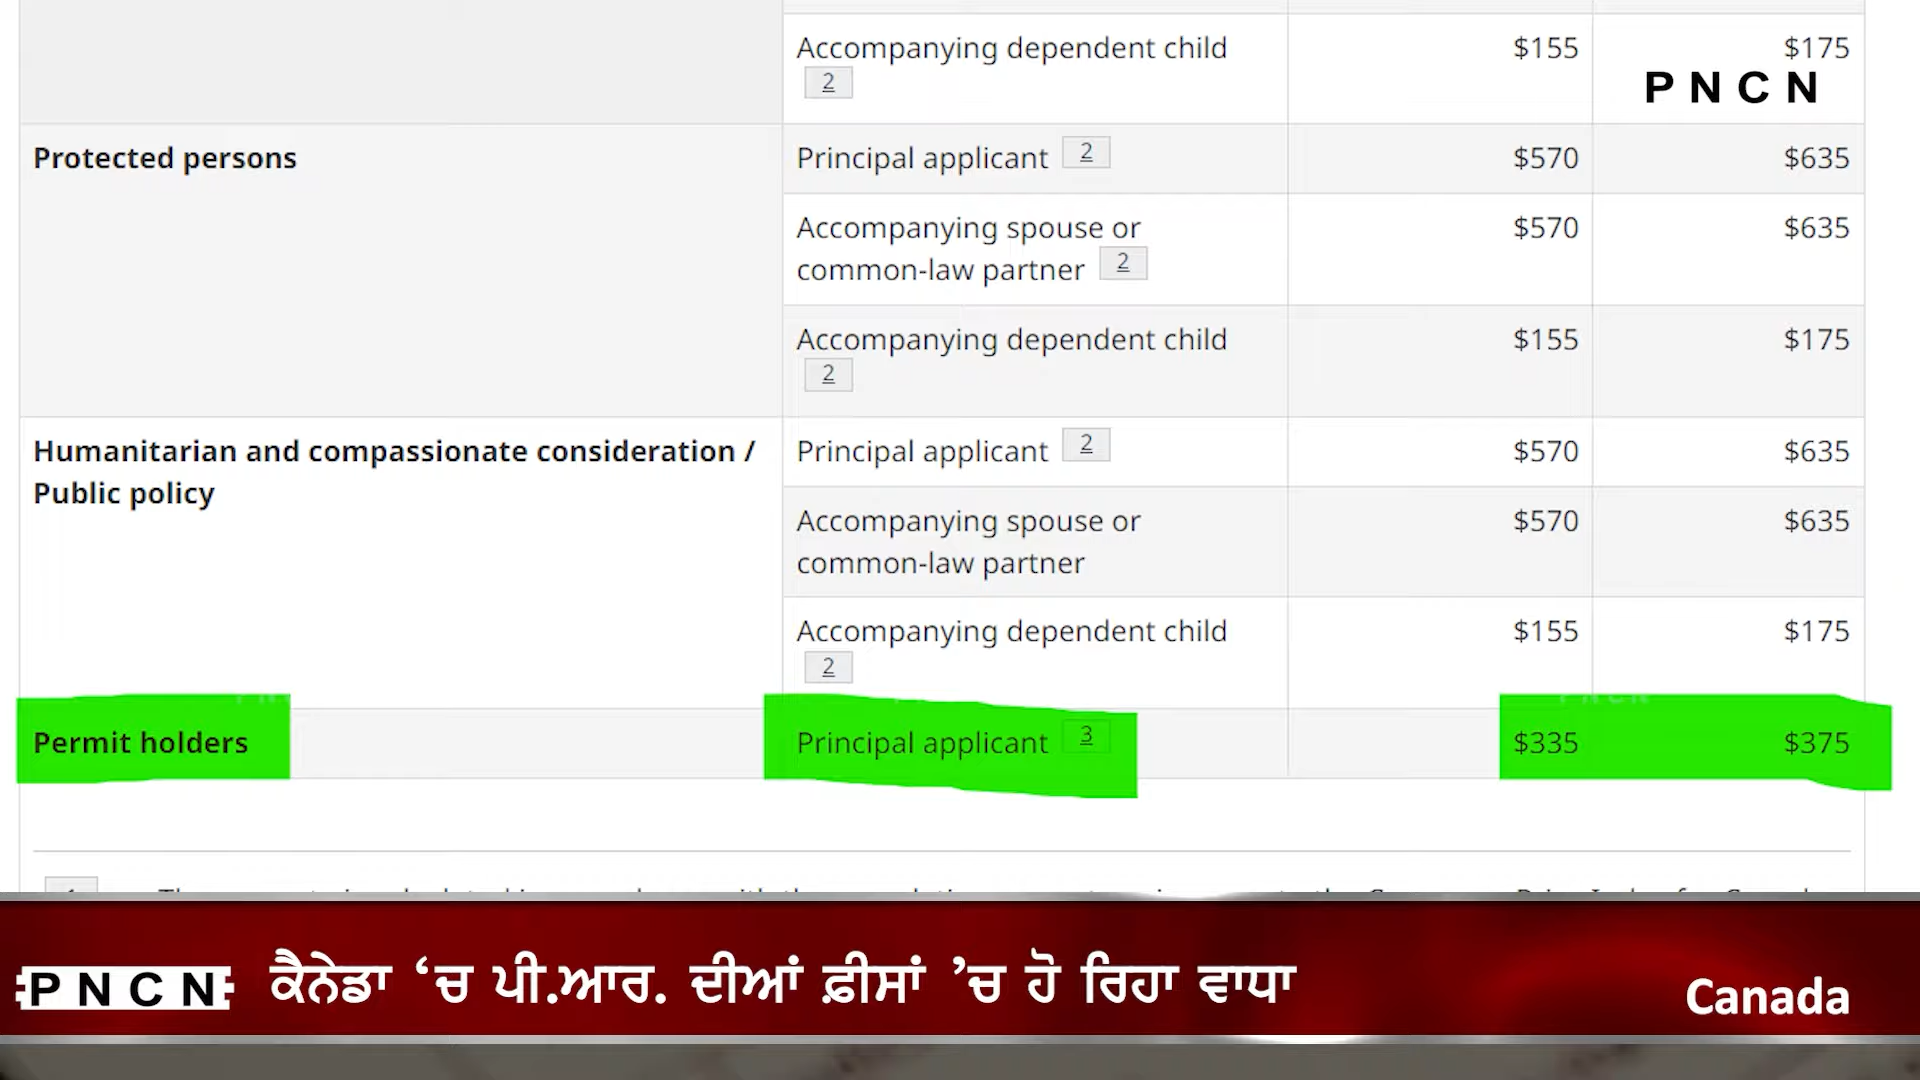 Accompanying dependent child $155 $175
2
PNCN
Protected persons Principal applicant 2 $570 $635
Accompanying spouse or $570 $635
common-law partner 2
Accompanying dependent child $155 $175
2
Humanitarian and compassionate consideration / Principal applicant 2 $570 $635
Public policy
Accompanying spouse or $570 $635
common-law partner
Accompanying dependent child $155 $175
2
Permit holders Principal applicant 3 $335 $375
PNCN ਕੈਨੇਡਾ ‘ਚ ਪੀ.ਆਰ. ਦੀਆਂ ਫ਼ੀਸਾਂ ’ਚ ਹੋ ਰਿਹਾ ਵਾਧਾ Canada